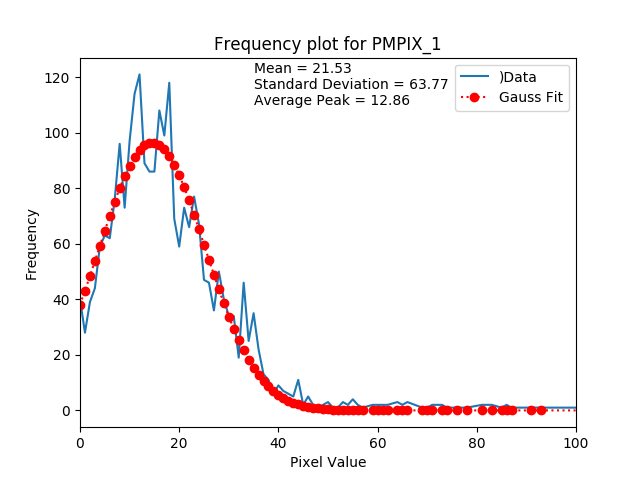 Frequency plot for PMPIX_1
Mean = 21.53
Standard Deviation = 63.77
Average Peak = 12.86
)Data
Gauss Fit
Frequency
120
100
80
60
40
20
0
0 20 40 60 80 100
Pixel Value